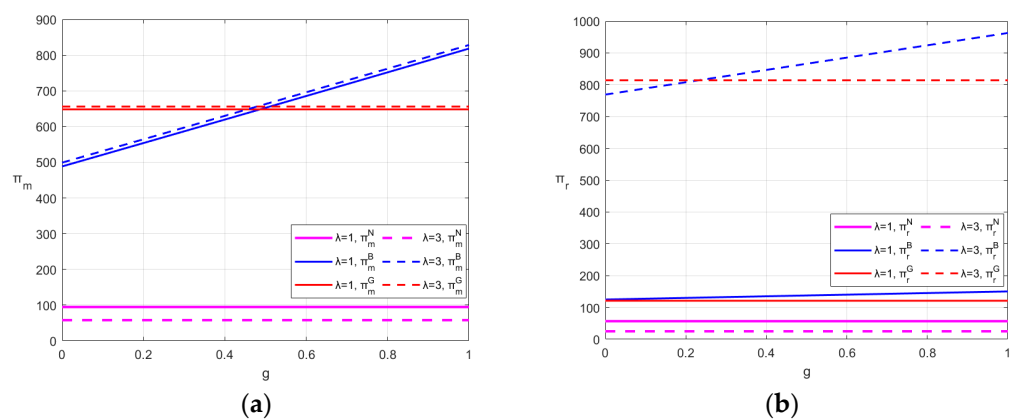 900
800
700
600
500
400
300
200
100
0
π_m
λ=1, π_m^N λ=3, π_m^N
λ=1, π_m^B λ=3, π_m^B
λ=1, π_m^G λ=3, π_m^G
0 0.2 0.4 0.6 0.8 1
g
(a)
1000
900
800
700
600
500
400
300
200
100
0
π_r
λ=1, π_r^N λ=3, π_r^N
λ=1, π_r^B λ=3, π_r^B
λ=1, π_r^G λ=3, π_r^G
0 0.2 0.4 0.6 0.8 1
g
(b)